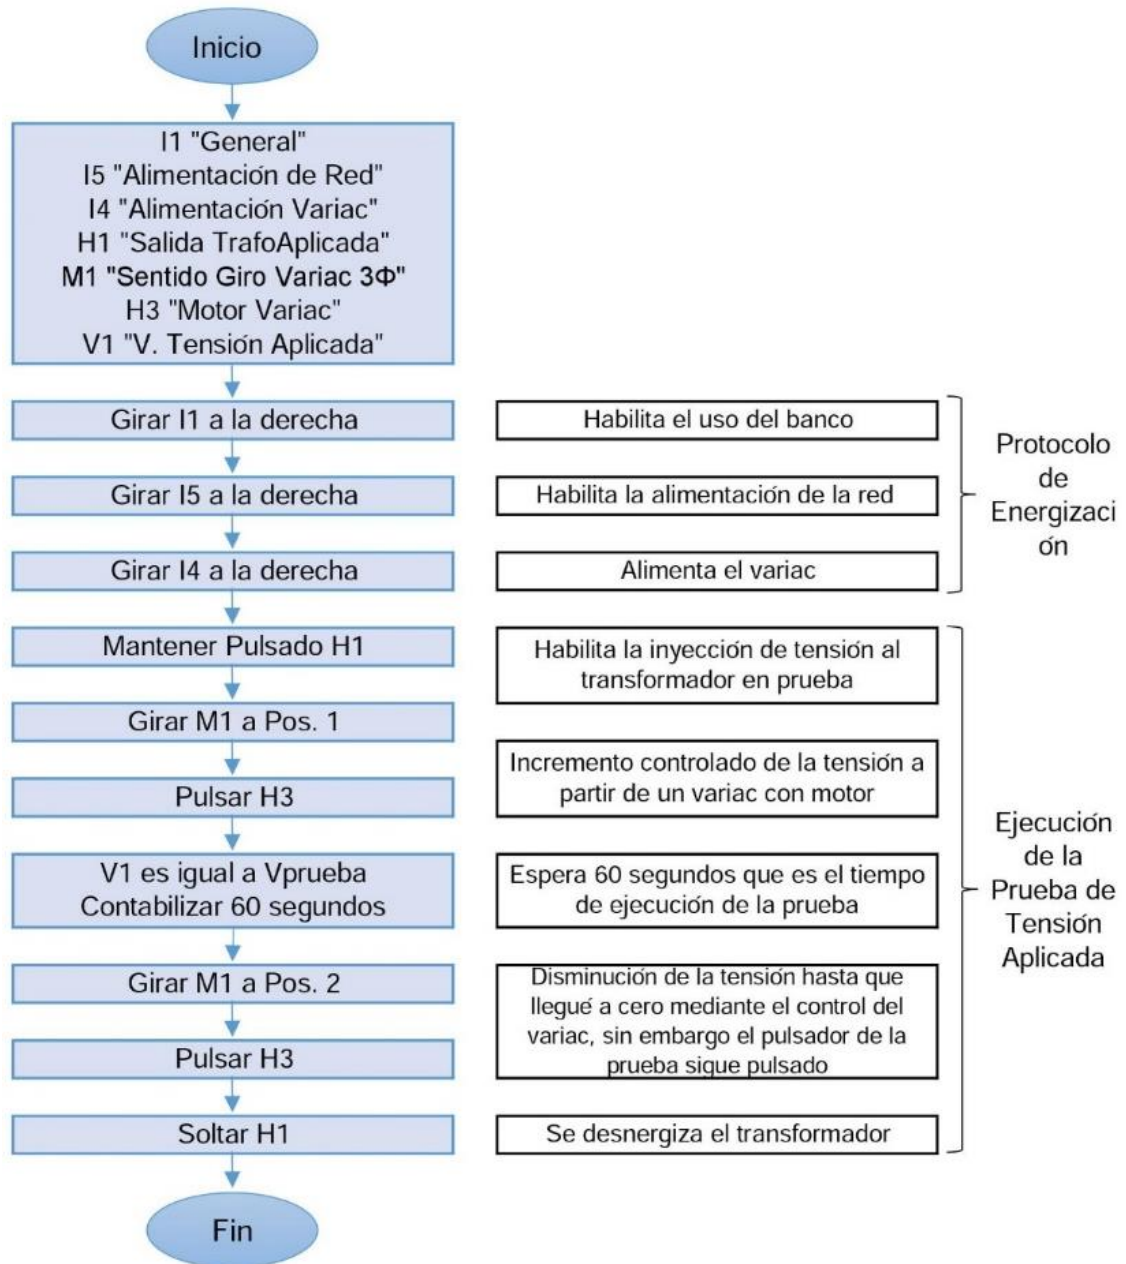 Inicio
I1 "General"
I5 "Alimentación de Red"
I4 "Alimentación Variac"
H1 "Salida TrafoAplicada"
M1 "Sentido Giro Variac 3Φ"
H3 "Motor Variac"
V1 "V. Tensión Aplicada"
Girar I1 a la derecha
Habilita el uso del banco
Girar I5 a la derecha
Habilita la alimentación de la red
Girar I4 a la derecha
Alimenta el variac
Protocolo
de
Energizaci
ón
Mantener Pulsado H1
Habilita la inyección de tensión al
transformador en prueba
Girar M1 a Pos. 1
Pulsar H3
Incremento controlado de la tensión a
partir de un variac con motor
V1 es igual a Vprueba
Contabilizar 60 segundos
Espera 60 segundos que es el tiempo
de ejecución de la prueba
Girar M1 a Pos. 2
Pulsar H3
Disminución de la tensión hasta que
llegué a cero mediante el control del
variac, sin embargo el pulsador de la
prueba sigue pulsado
Soltar H1
Se desnergiza el transformador
Ejecución
de la
Prueba de
Tensión
Aplicada
Fin